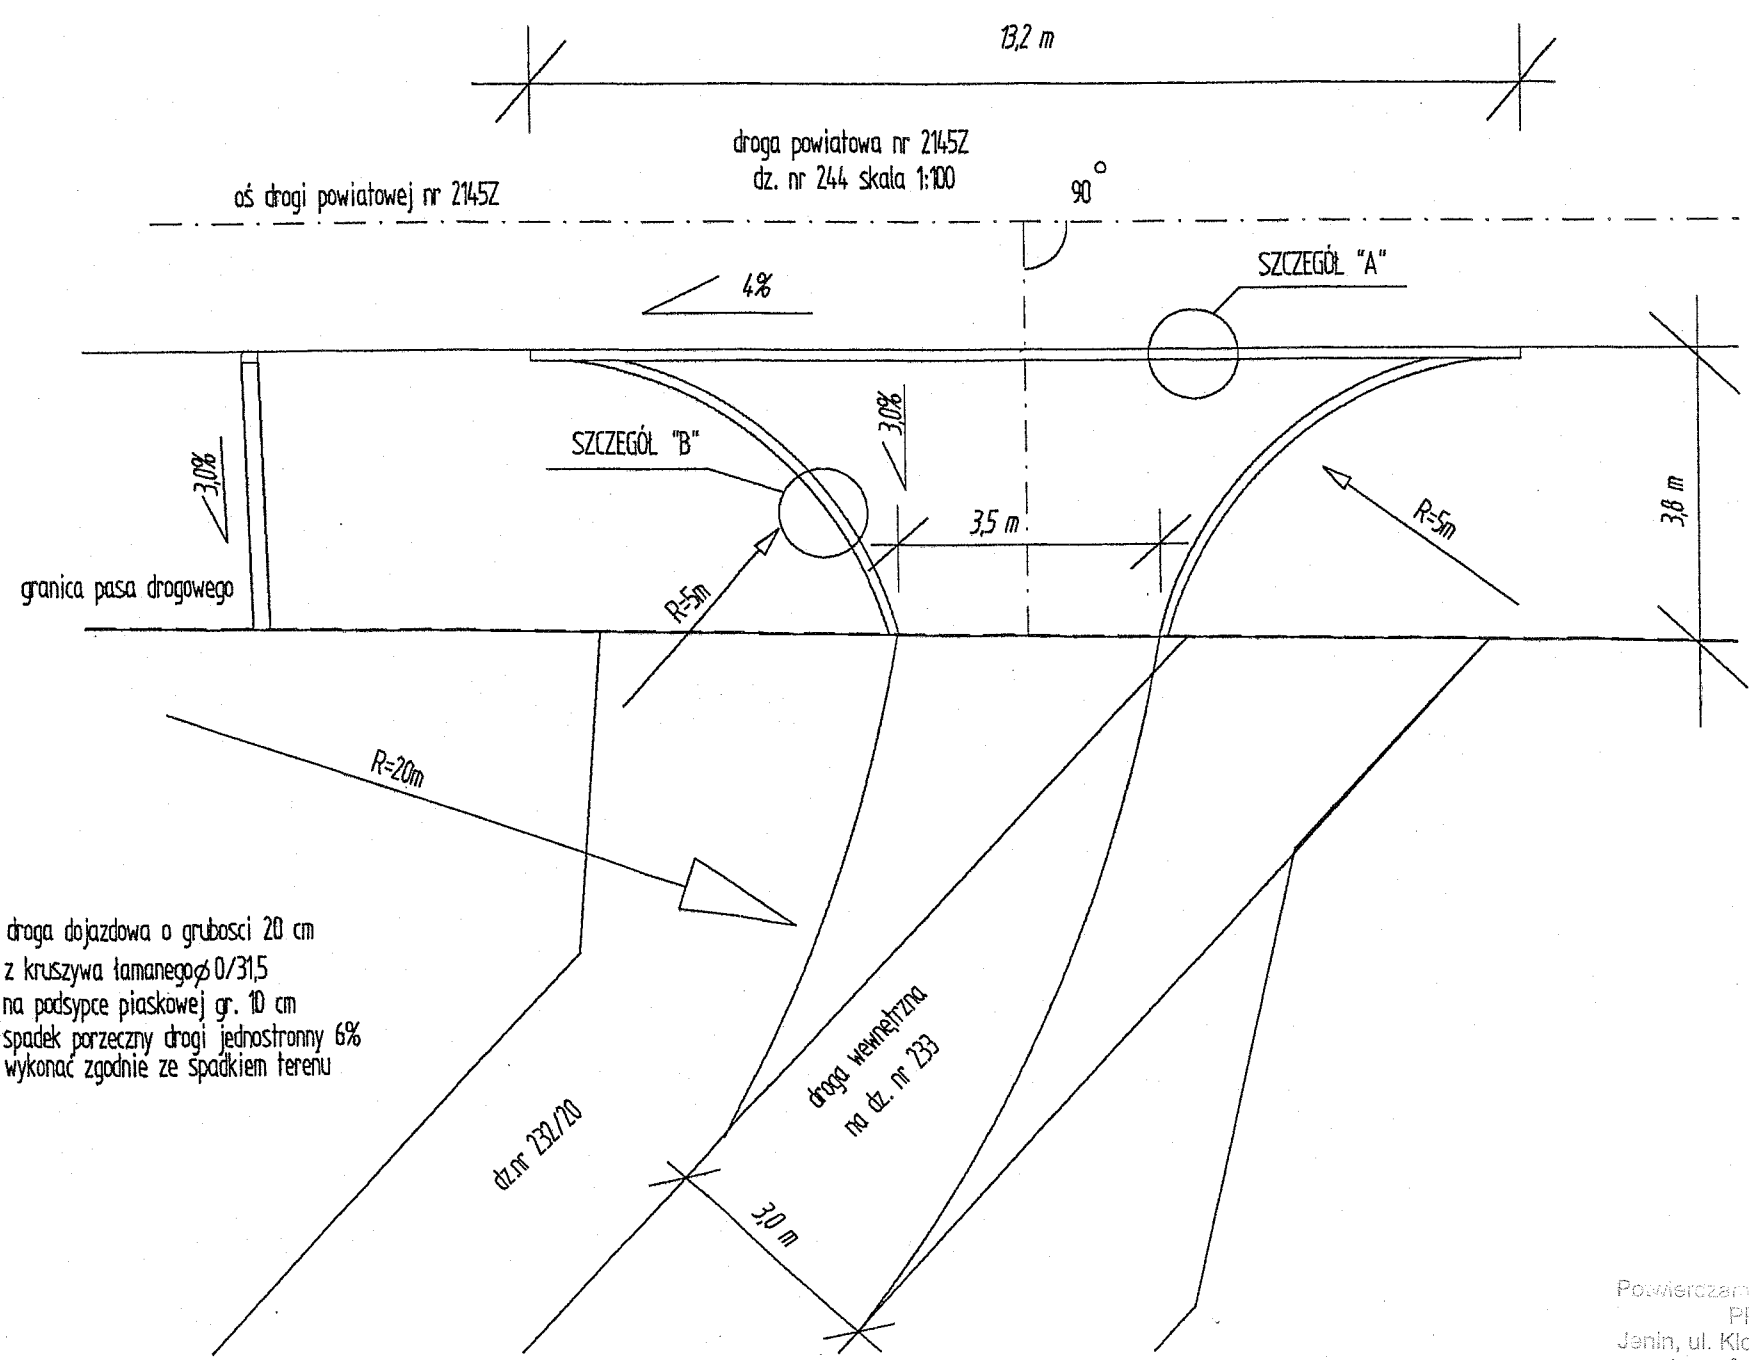 13,2 m
droga powiatowa nr 2145Z
dz. nr 244 skala 1:100
90°
oś drogi powiatowej nr 2145Z
SZCZEGÓŁ "A"
4%
3,0%
SZCZEGÓŁ "B"
3,0%
3,5 m
R=5m
3,8 m
granica pasa drogowego
R=5m
R=20m
droga dojazdowa o grubosci 20 cm
z kruszywa łamanego ø 0/31,5
na podsypce piaskowej gr. 10 cm
spadek porzeczny drogi jednostronny 6%
wykonać zgodnie ze spadkiem terenu
droga wewnętrzna
na dz. nr 233
dz.nr 232/20
3,0 m
Jenin, ul.